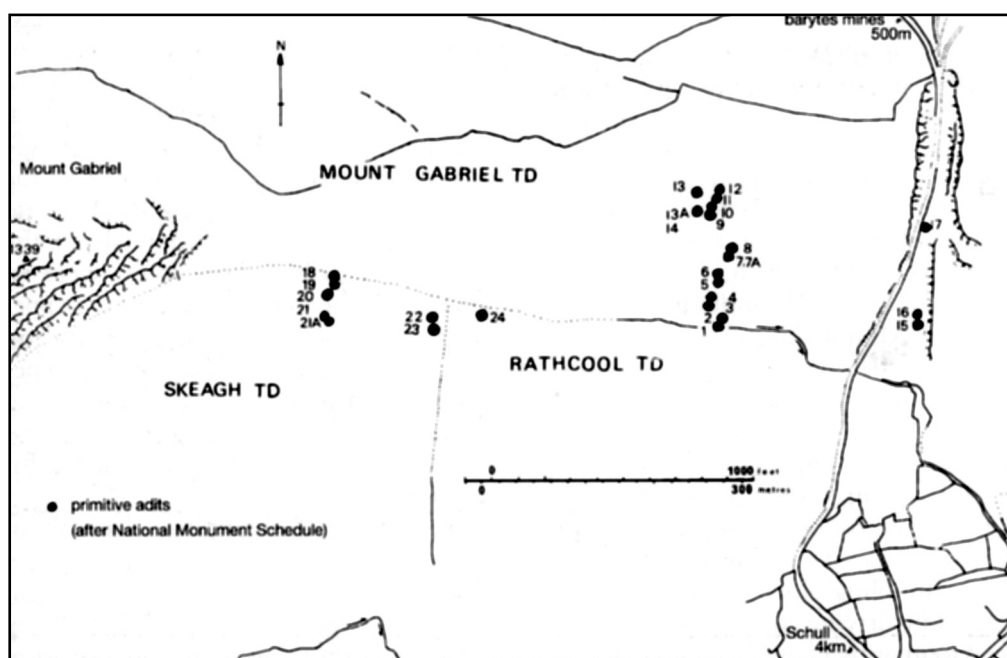 barytes mines
500m
N
Mount Gabriel
1339
MOUNT GABRIEL TD
13
12
11
13A
10
14
9
17
8
7.7A
6
5
4
3
2
1
18
19
20
21
21A
22
23
24
16
15
SKEAGH TD
RATHCOOL TD
0 1000 feet
0 300 metres
primitive adits
(after National Monument Schedule)
Schull
4km